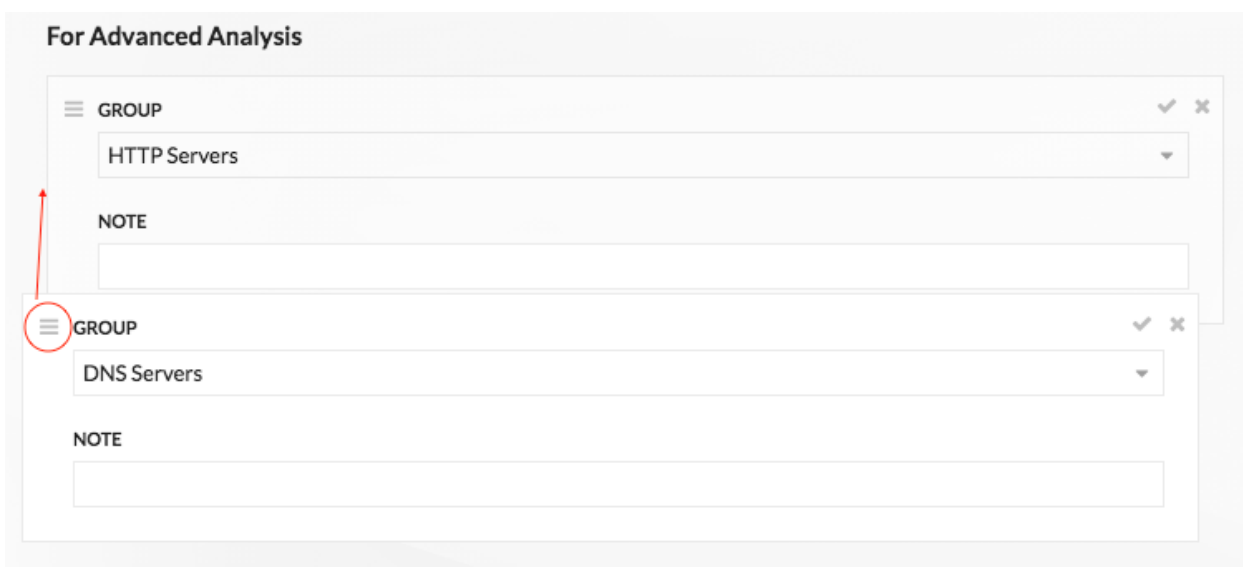 For Advanced Analysis
GROUP
HTTP Servers
NOTE
GROUP
DNS Servers
NOTE